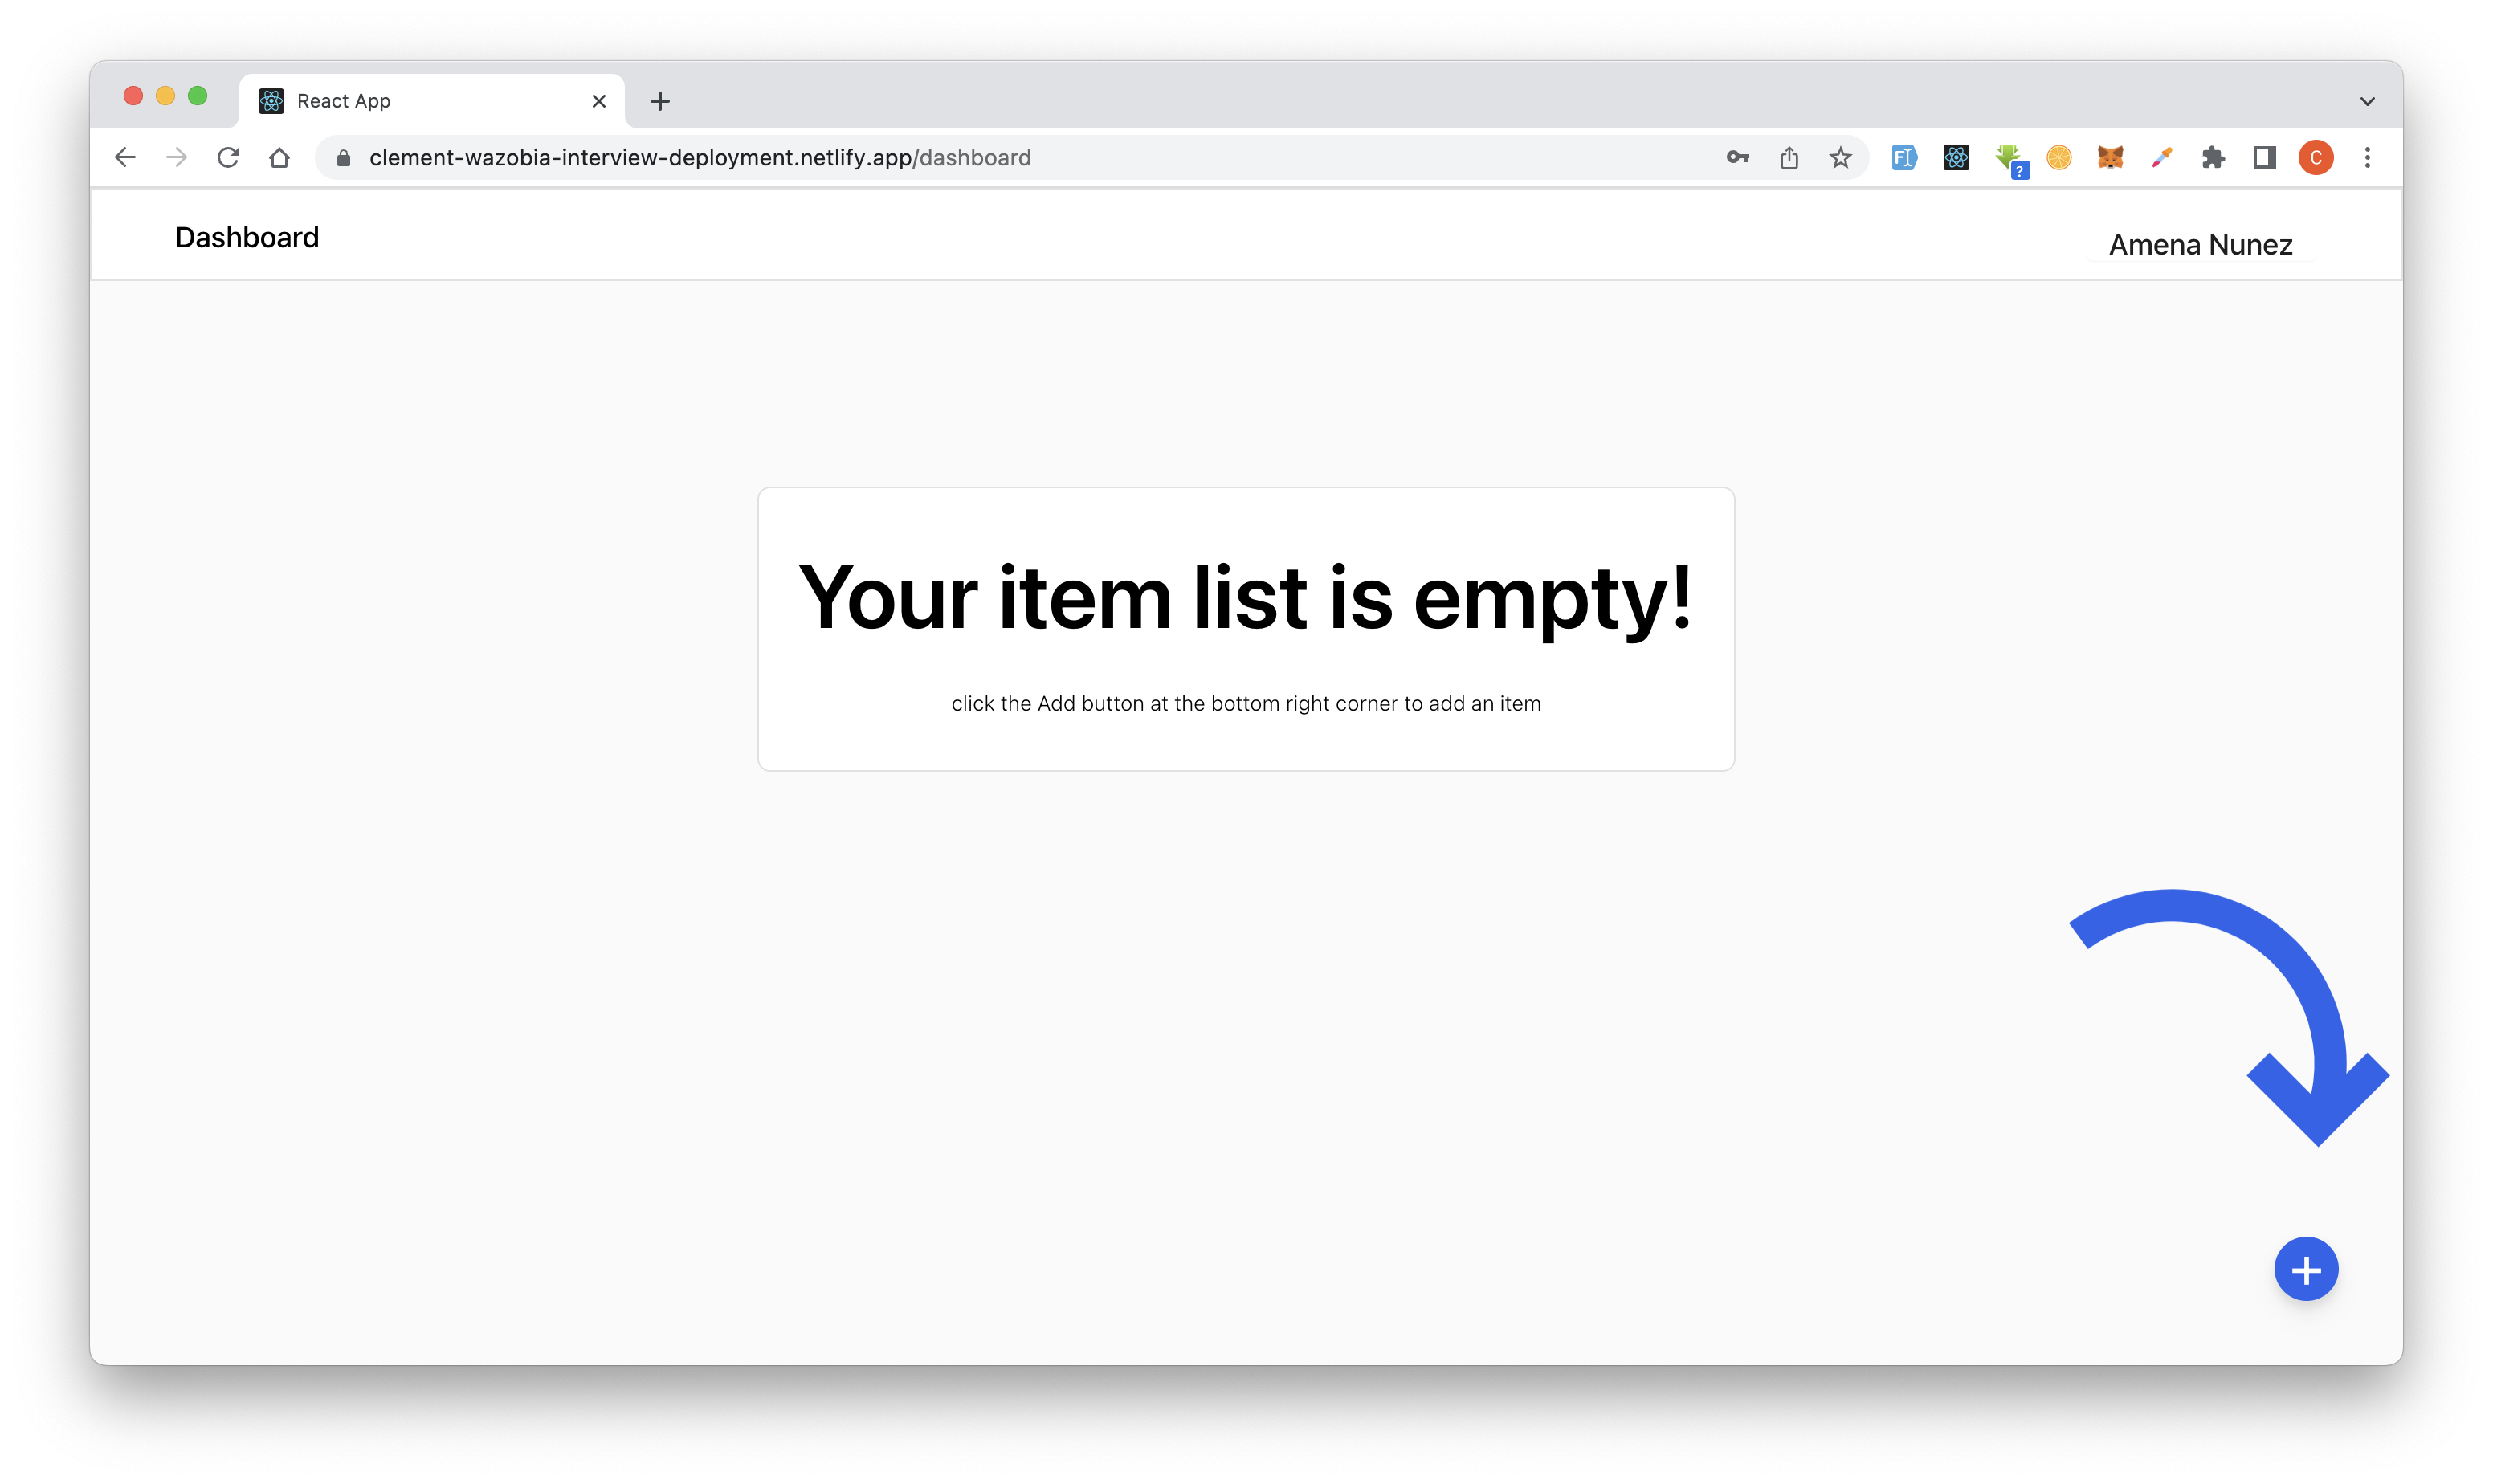 React App
clement-wazobia-interview-deployment.netlify.app/dashboard
FI
?
C
Dashboard
Amena Nunez
Your item list is empty!
click the Add button at the bottom right corner to add an item